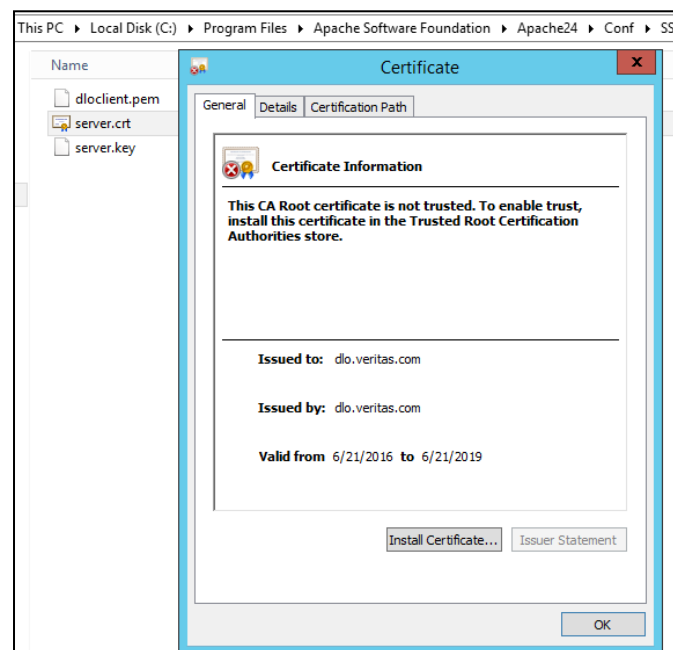 This PC ▸ Local Disk (C:) ▸ Program Files ▸ Apache Software Foundation ▸ Apache24 ▸ Conf ▸ SS
Name
dloclient.pem
server.crt
server.key
Certificate
x
General Details Certification Path
Certificate Information
This CA Root certificate is not trusted. To enable trust,
install this certificate in the Trusted Root Certification
Authorities store.
Issued to: dlo.veritas.com
Issued by: dlo.veritas.com
Valid from 6/21/2016 to 6/21/2019
Install Certificate... Issuer Statement
OK